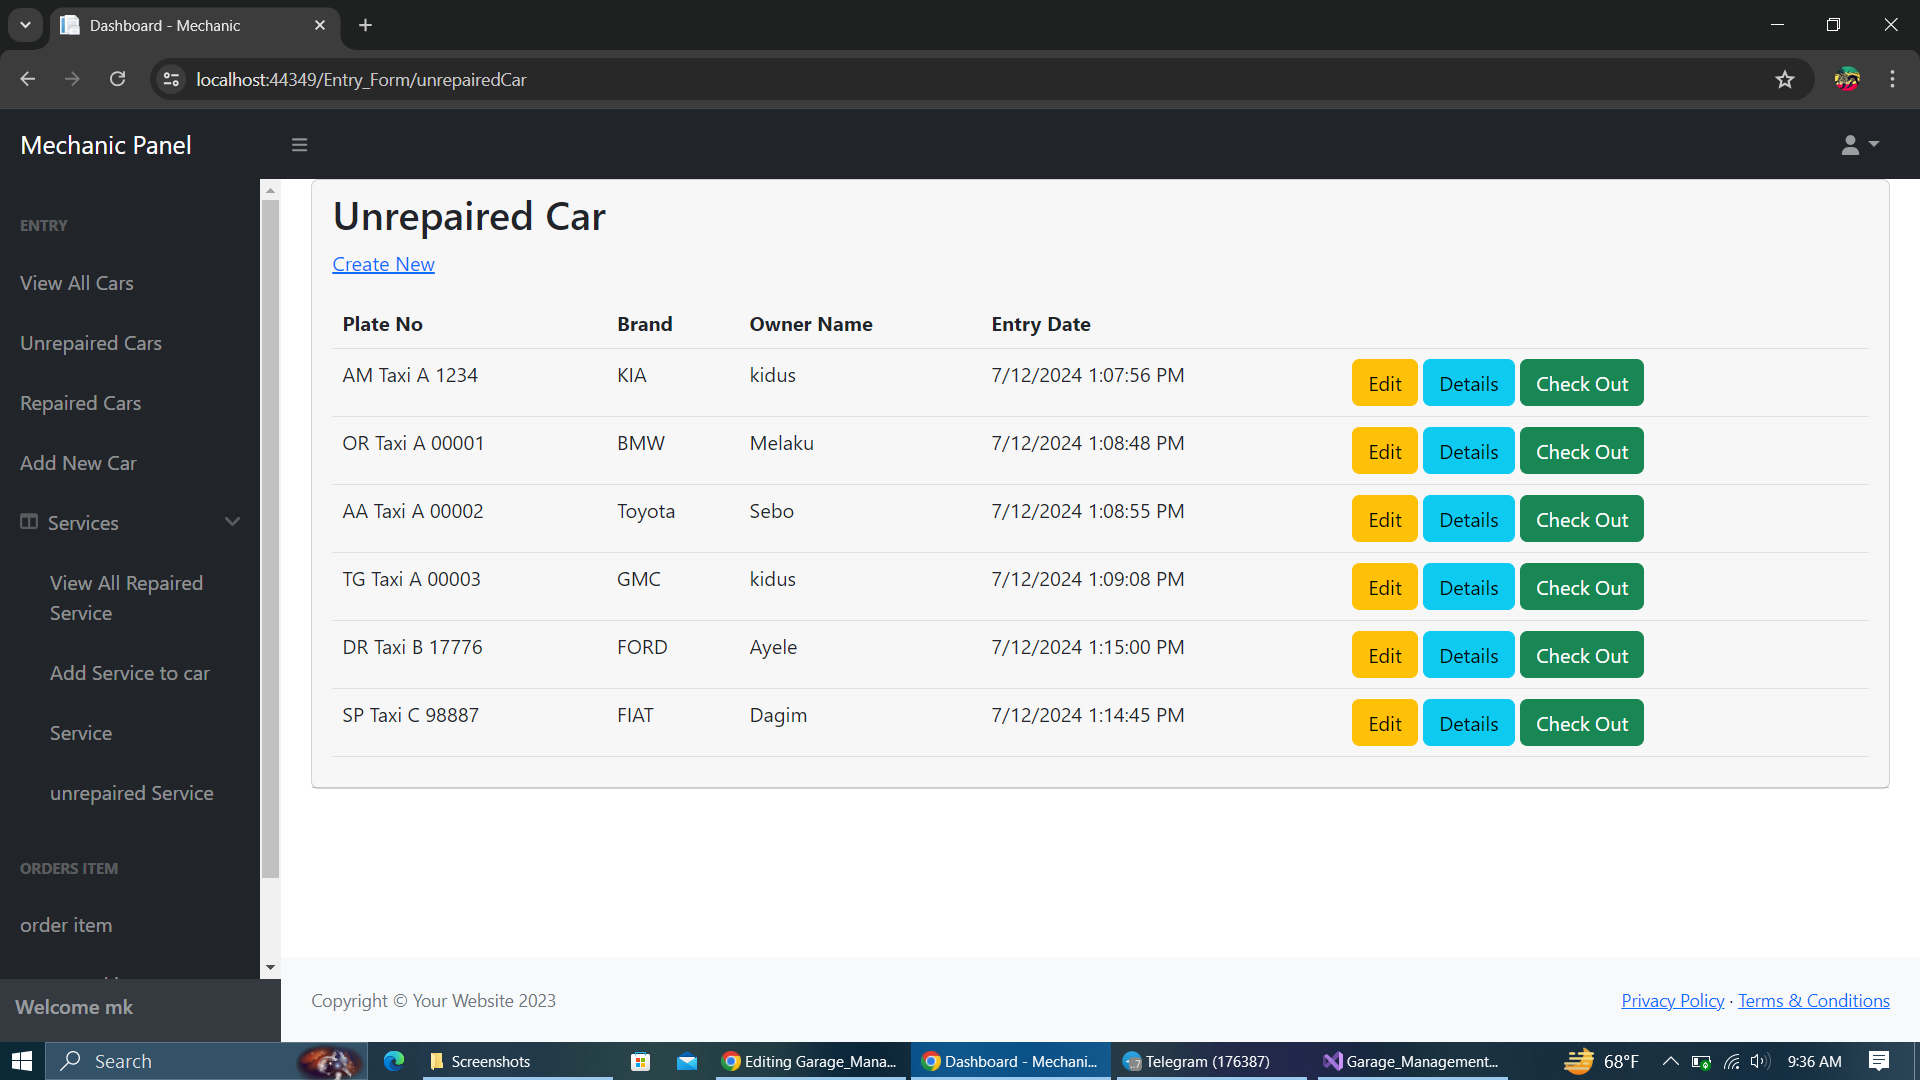 Dashboard - Mechanic
localhost:44349/Entry_Form/unrepairedCar
Mechanic Panel
ENTRY
View All Cars
Unrepaired Cars
Repaired Cars
Add New Car
Services
View All Repaired
Service
Add Service to car
Service
unrepaired Service
ORDERS ITEM
order item
Welcome mk
Unrepaired Car
Create New
Plate No Brand Owner Name Entry Date
AM Taxi A 1234 KIA kidus 7/12/2024 1:07:56 PM Edit Details Check Out
OR Taxi A 00001 BMW Melaku 7/12/2024 1:08:48 PM Edit Details Check Out
AA Taxi A 00002 Toyota Sebo 7/12/2024 1:08:55 PM Edit Details Check Out
TG Taxi A 00003 GMC kidus 7/12/2024 1:09:08 PM Edit Details Check Out
DR Taxi B 17776 FORD Ayele 7/12/2024 1:15:00 PM Edit Details Check Out
SP Taxi C 98887 FIAT Dagim 7/12/2024 1:14:45 PM Edit Details Check Out
Copyright © Your Website 2023 Privacy Policy · Terms & Conditions
Search Screenshots Editing Garage_Mana... Dashboard - Mechani... Telegram (176387) Garage_Management... 68°F 9:36 AM